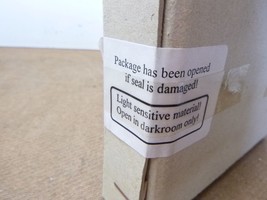 Package has been opened
if seal is damaged!
Light sensitive material!
Open in darkroom only!